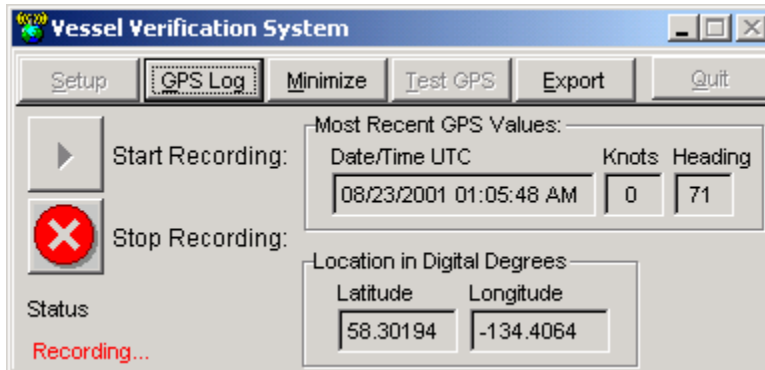 Vessel Verification System
Setup GPS Log Minimize Test GPS Export Quit
Most Recent GPS Values:
Start Recording: Date/Time UTC Knots Heading
08/23/2001 01:05:48 AM 0 71
Stop Recording:
Location in Digital Degrees
Latitude Longitude
Status
58.30194 -134.4064
Recording...